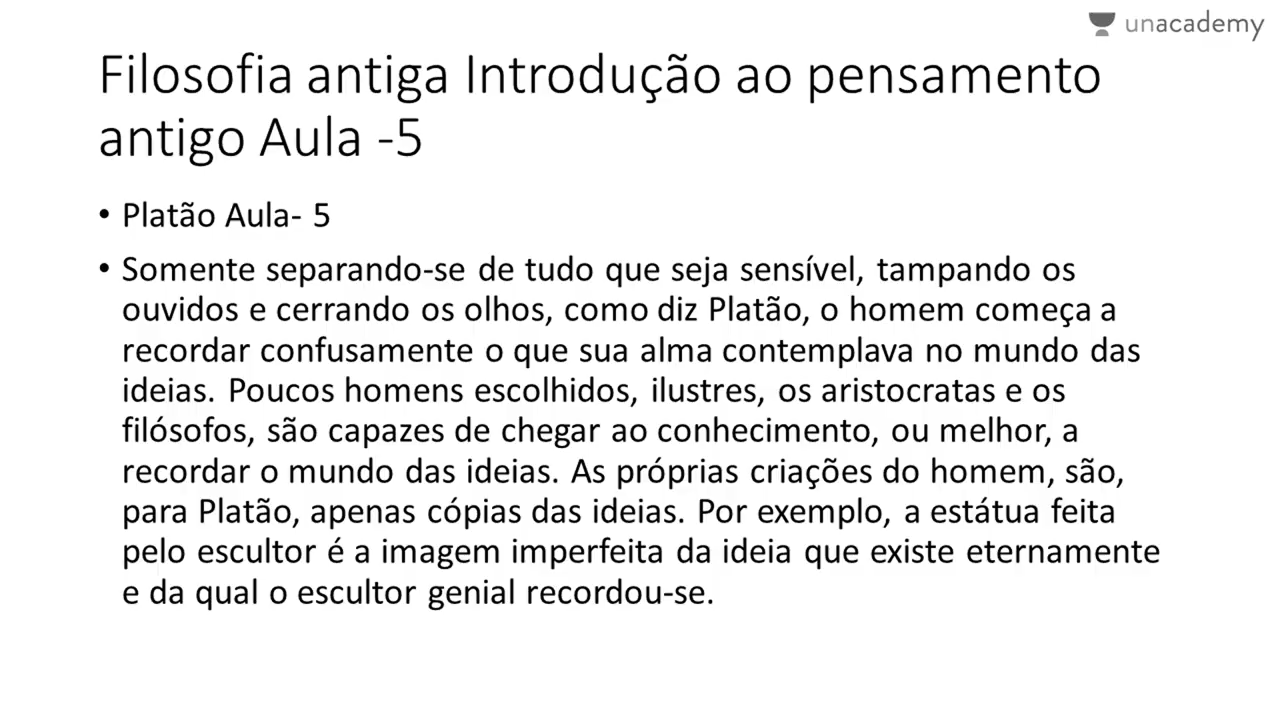 unacademy
Filosofia antiga Introdução ao pensamento
antigo Aula -5
• Platão Aula- 5
• Somente separando-se de tudo que seja sensível, tampando os
ouvidos e cerrando os olhos, como diz Platão, o homem começa a
recordar confusamente o que sua alma contemplava no mundo das
ideias. Poucos homens escolhidos, ilustres, os aristocratas e os
filósofos, são capazes de chegar ao conhecimento, ou melhor, a
recordar o mundo das ideias. As próprias criações do homem, são,
para Platão, apenas cópias das ideias. Por exemplo, a estátua feita
pelo escultor é a imagem imperfeita da ideia que existe eternamente
e da qual o escultor genial recordou-se.